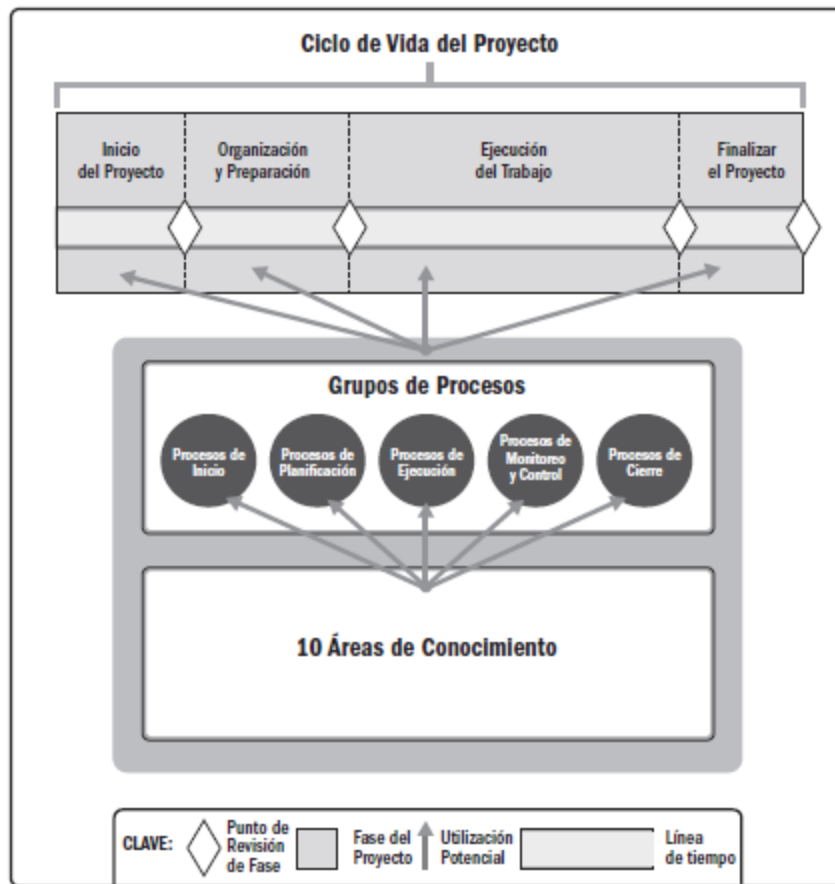 Ciclo de Vida del Proyecto
Inicio
del Proyecto
Organización
y Preparación
Ejecución
del Trabajo
Finalizar
el Proyecto
Grupos de Procesos
Procesos de
Inicio
Procesos de
Planificación
Procesos de
Ejecución
Procesos de
Monitoreo
y Control
Procesos de
Cierre
10 Áreas de Conocimiento
CLAVE:
Punto de
Revisión
de Fase
Fase del
Proyecto
Utilización
Potencial
Línea
de tiempo